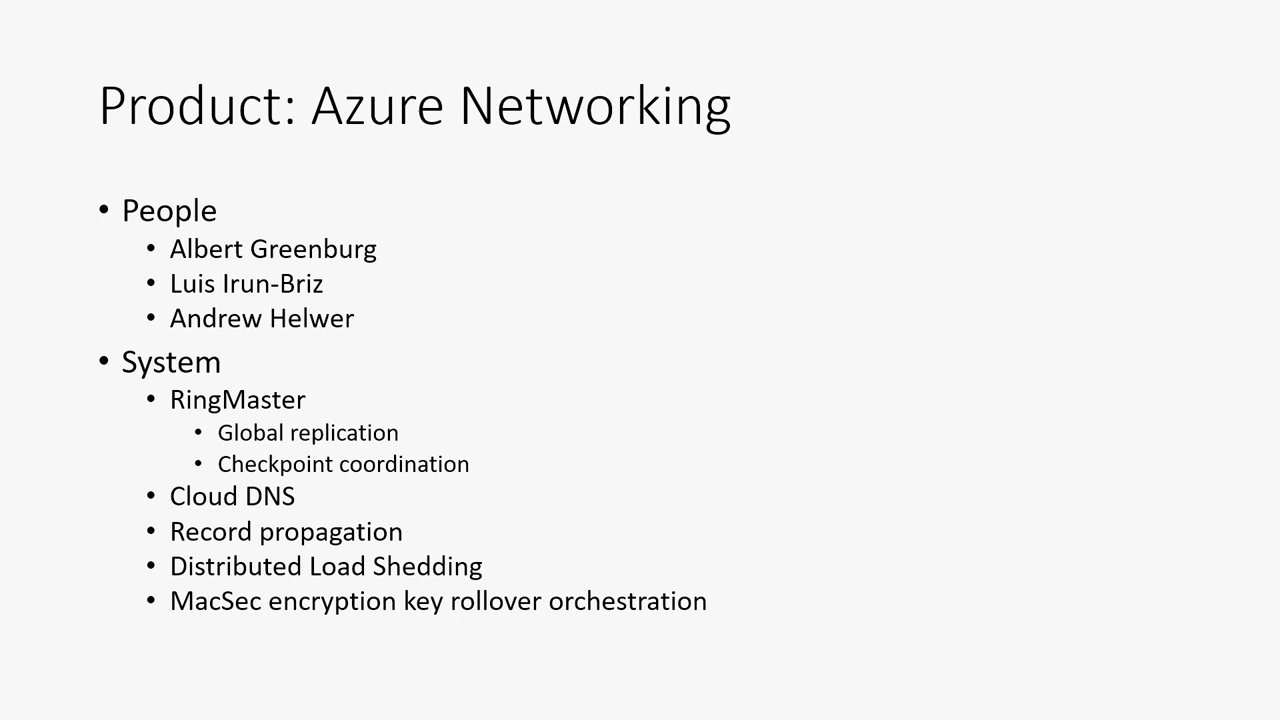 Product: Azure Networking
• People
• Albert Greenburg
• Luis Irun-Briz
• Andrew Helwer
• System
• RingMaster
• Global replication
• Checkpoint coordination
• Cloud DNS
• Record propagation
• Distributed Load Shedding
• MacSec encryption key rollover orchestration